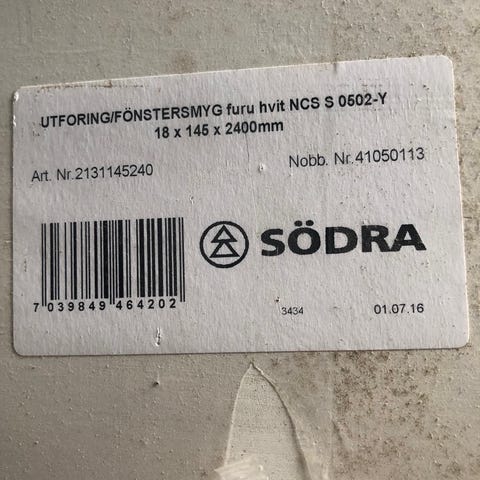 UTFORING/FÖNSTERSMYG furu hvit NCS S 0502-Y
18 x 145 x 2400mm
Art. Nr.2131145240
Nobb. Nr.41050113
SÖDRA
7 039849 464202
3434
01.07.16